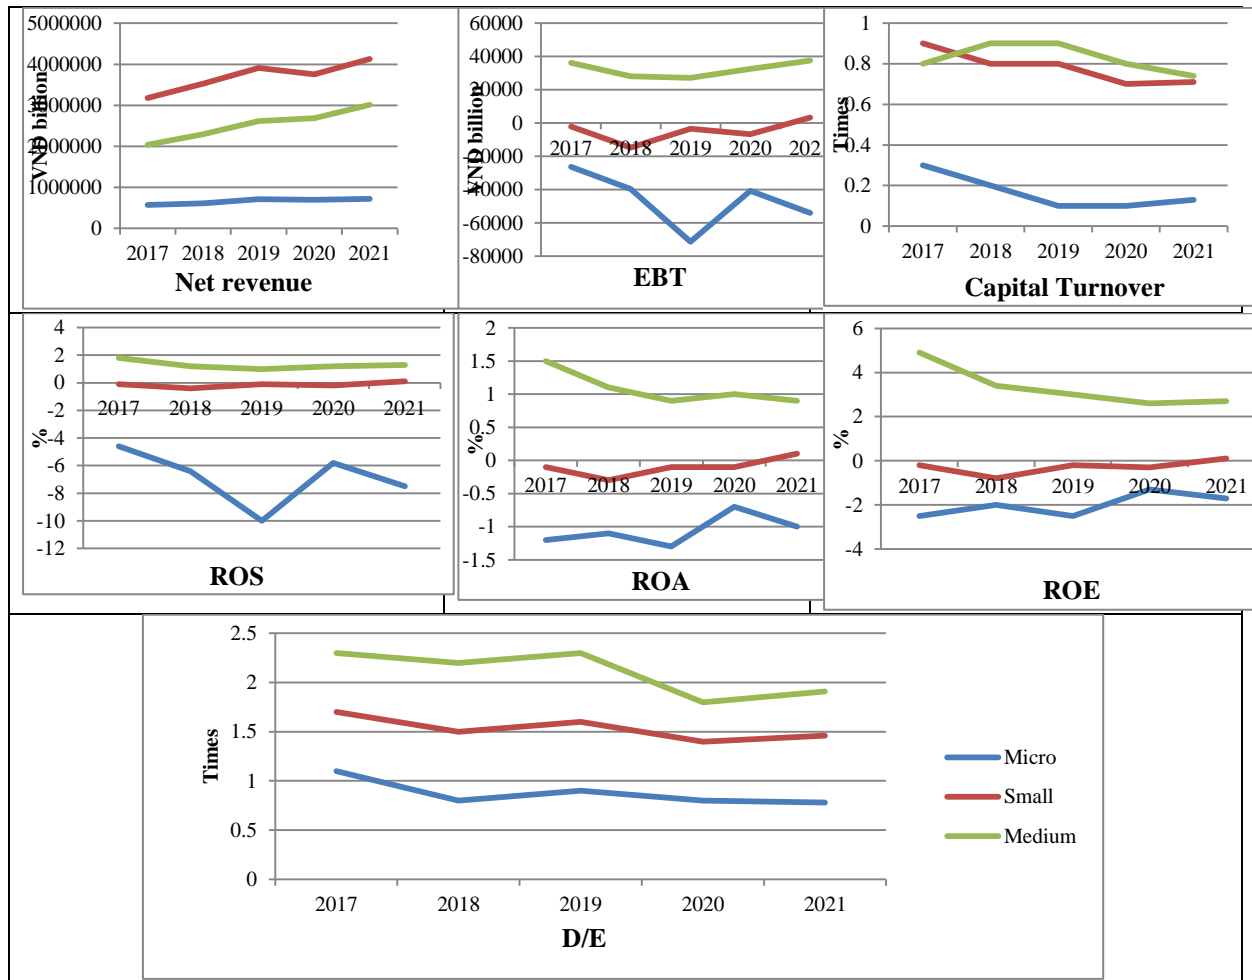 5000000
4000000
3000000
2000000
1000000
0
VND billion
2017 2018 2019 2020 2021
Net revenue
60000
40000
20000
0
-20000
-40000
-60000
-80000
VND billion
2017 2018 2019 2020 202
EBT
1
0.8
0.6
0.4
0.2
0
Times
2017 2018 2019 2020 2021
Capital Turnover
4
2
0
-2
-4
-6
-8
-10
-12
%
2017 2018 2019 2020 2021
ROS
2
1.5
1
0.5
0
-0.5
-1
-1.5
%
2017 2018 2019 2020 2021
ROA
6
4
2
0
-2
-4
%
2017 2018 2019 2020 2021
ROE
2.5
2
1.5
1
0.5
0
Times
2017 2018 2019 2020 2021
D/E
Micro
Small
Medium